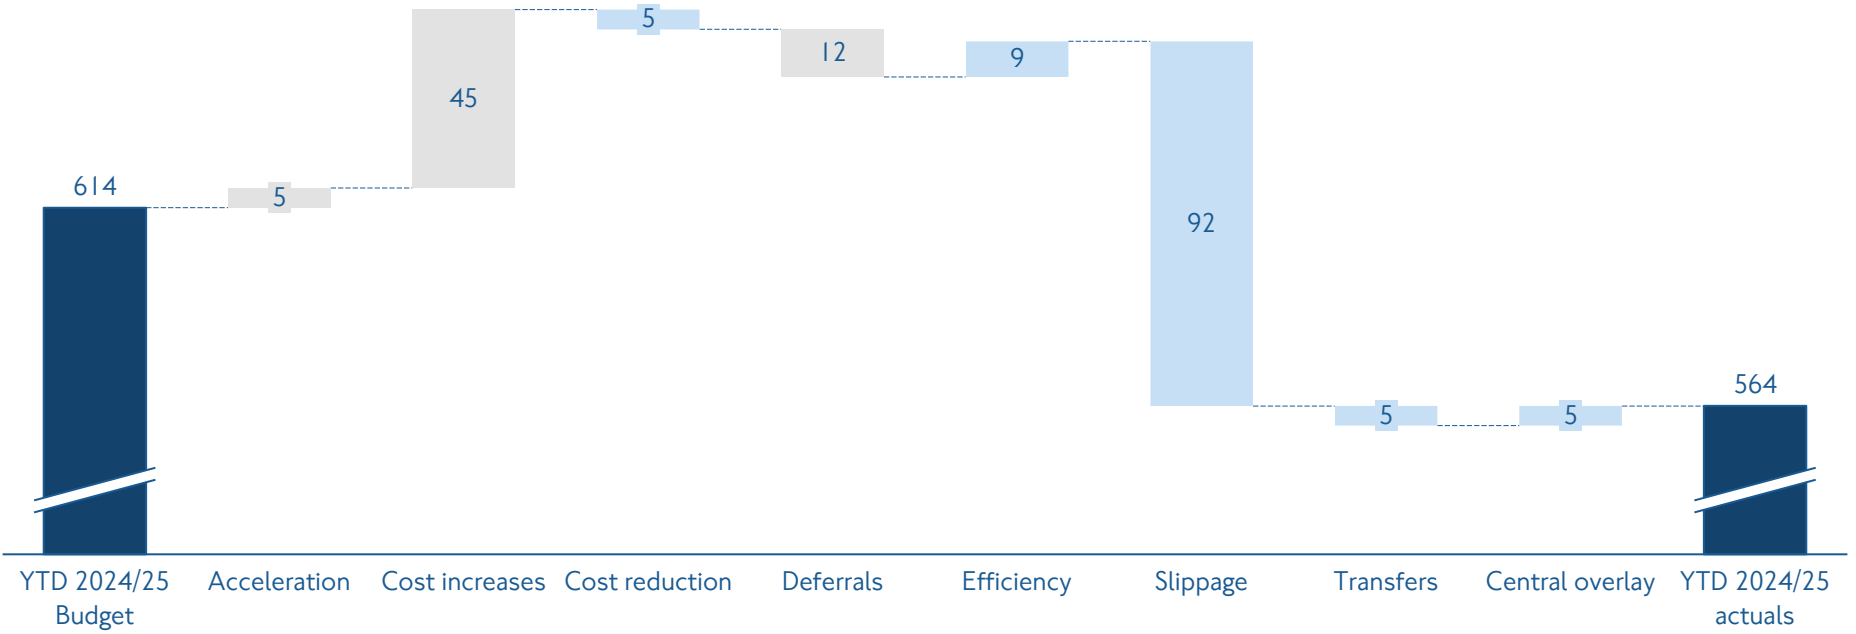 614
5
45
5
12
9
92
5
5
564
YTD 2024/25
Budget
Acceleration
Cost increases
Cost reduction
Deferrals
Efficiency
Slippage
Transfers
Central overlay
YTD 2024/25
actuals